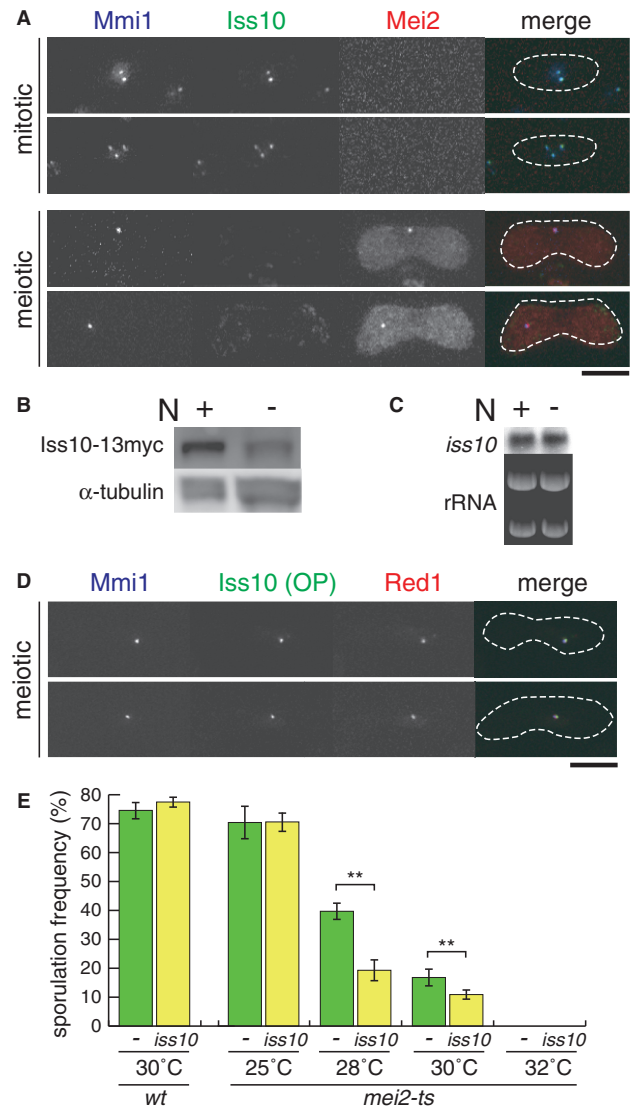 A
Mmi1 Iss10 Mei2 merge
mitotic
meiotic
B
N + -
Iss10-13myc
α-tubulin
C
N + -
iss10
rRNA
D
Mmi1 Iss10 (OP) Red1 merge
meiotic
E
sporulation frequency (%)
80
70
60
50
40
30
20
10
0
** **
- iss10 - iss10 - iss10 - iss10 - iss10
30˚C 25˚C 28˚C 30˚C 32˚C
wt mei2-ts